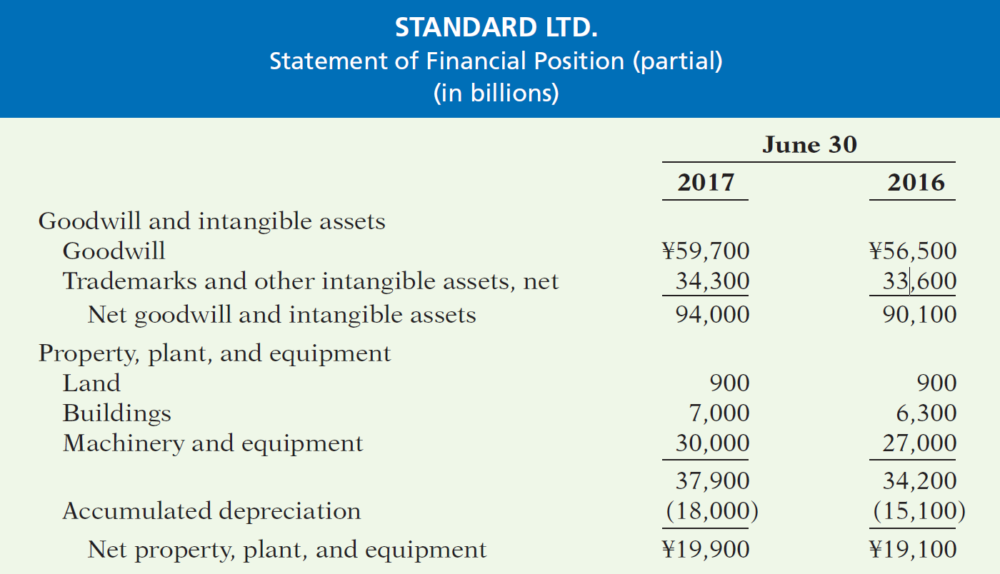 STANDARD LTD.
Statement of Financial Position (partial)
(in billions)
June 30
2017 2016
Goodwill and intangible assets
Goodwill ¥59,700 ¥56,500
Trademarks and other intangible assets, net 34,300 33,600
Net goodwill and intangible assets 94,000 90,100
Property, plant, and equipment
Land 900 900
Buildings 7,000 6,300
Machinery and equipment 30,000 27,000
37,900 34,200
Accumulated depreciation (18,000) (15,100)
Net property, plant, and equipment ¥19,900 ¥19,100